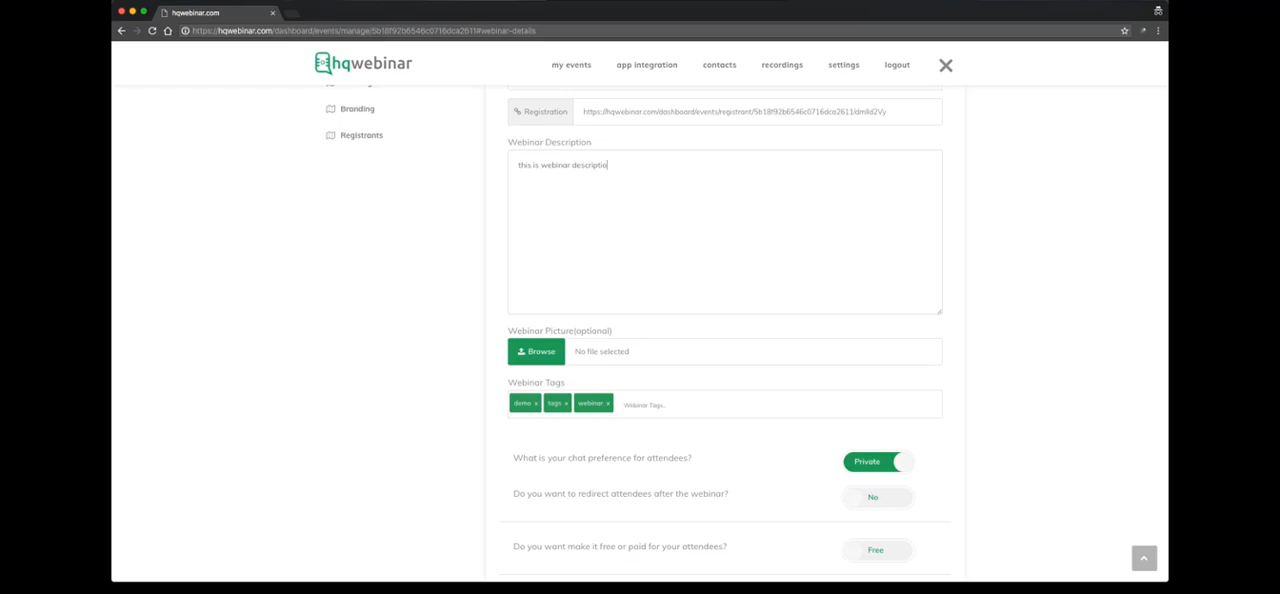 hqwebinar.com
https://hqwebinar.com/dashboard/events/manage/5b18f92b6546c0716dca2611#webinar-details
hqwebinar
my events
app integration
contacts
recordings
settings
logout
Branding
Registrants
Registration
https://hqwebinar.com/dashboard/events/registrant/5b18f92b6546c0716dca2611/dmlid2Vy
Webinar Description
this is webinar descriptio
Webinar Picture(optional)
Browse
No file selected
Webinar Tags
demo x tags x webinar x Webinar Tags..
What is your chat preference for attendees?
Private
Do you want to redirect attendees after the webinar?
No
Do you want make it free or paid for your attendees?
Free